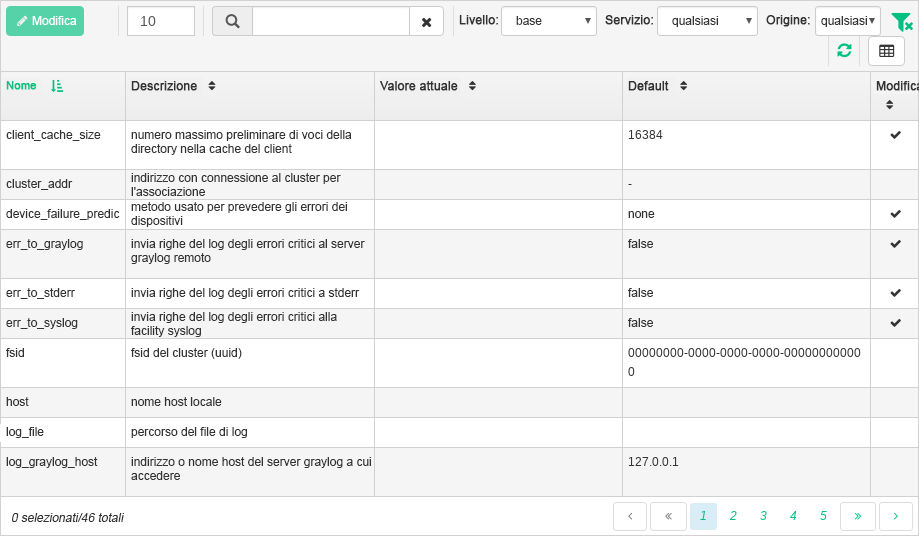 Modifica
10
Livello:
base
Servizio:
qualsiasi
Origine:
qualsiasi
Nome
Descrizione
Valore attuale
Default
Modifica
client_cache_size
numero massimo preliminare di voci della
directory nella cache del client
16384
cluster_addr
indirizzo con connessione al cluster per
l'associazione
-
device_failure_predic
metodo usato per prevedere gli errori dei
dispositivi
none
err_to_graylog
invia righe del log degli errori critici al server
graylog remoto
false
err_to_stderr
invia righe del log degli errori critici a stderr
false
err_to_syslog
invia righe del log degli errori critici alla
facility syslog
false
fsid
fsid del cluster (uuid)
00000000-0000-0000-0000-00000000000
0
host
nome host locale
log_file
percorso del file di log
log_graylog_host
indirizzo o nome host del server graylog a cui
accedere
127.0.0.1
0 selezionati/46 totali
‹ « 1 2 3 4 5 » ›